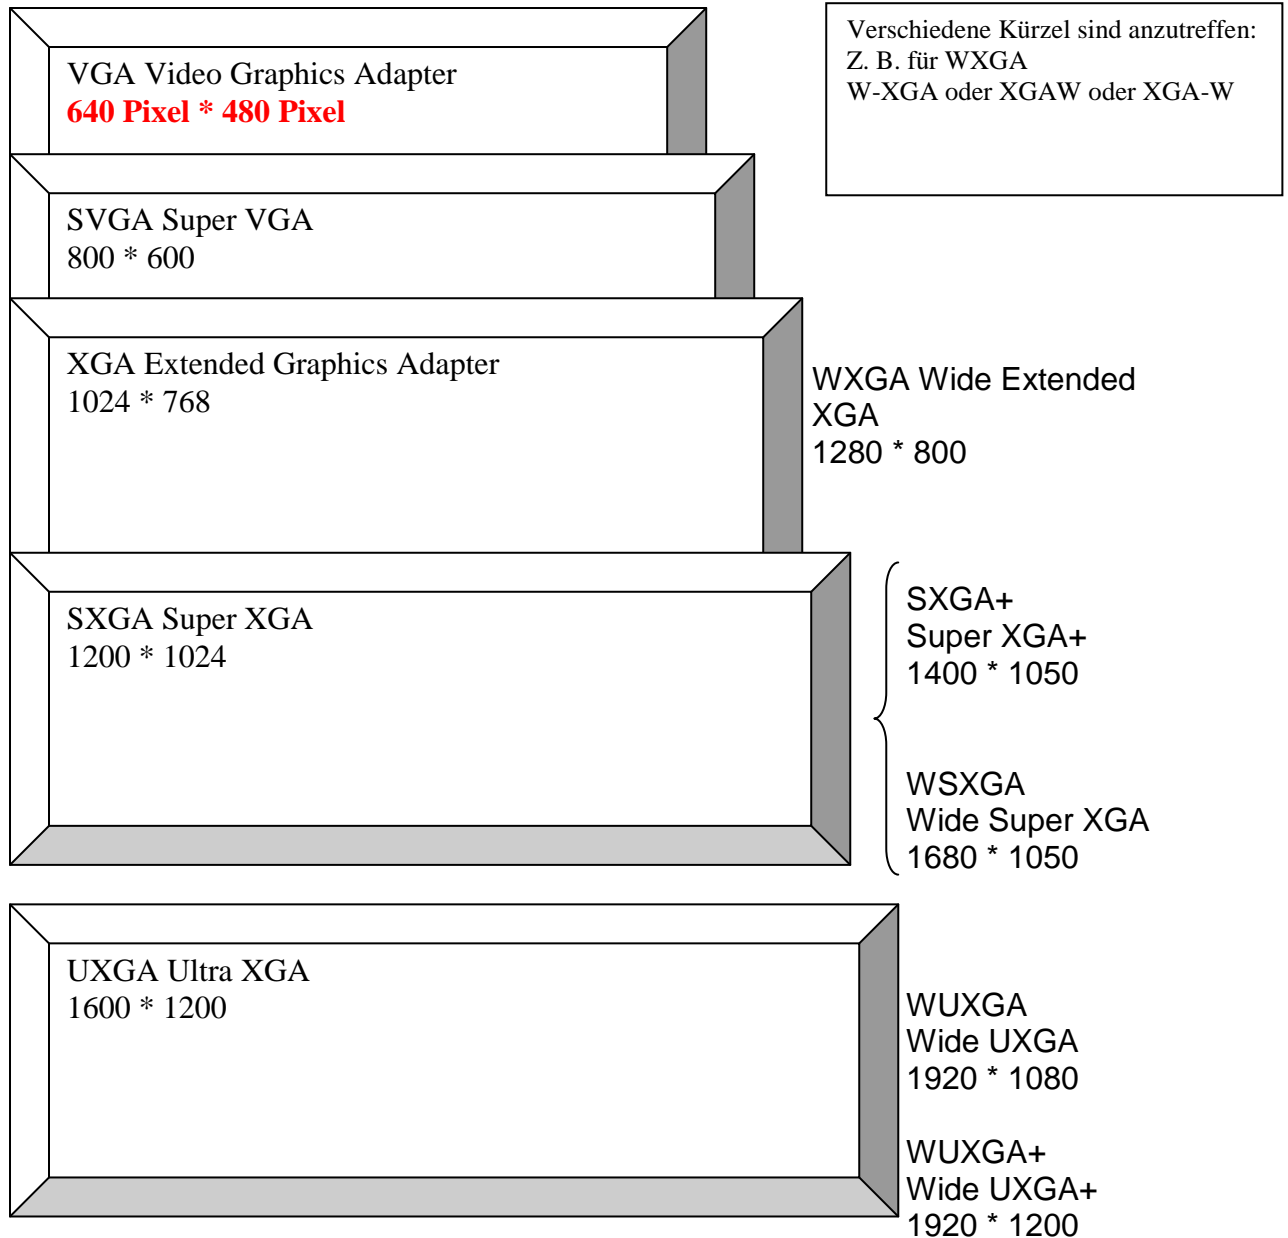 VGA Video Graphics Adapter
640 Pixel * 480 Pixel
Verschiedene Kürzel sind anzutreffen:
Z. B. für WXGA
W-XGA oder XGAW oder XGA-W
SVGA Super VGA
800 * 600
XGA Extended Graphics Adapter
1024 * 768
WXGA Wide Extended
XGA
1280 * 800
SXGA Super XGA
1200 * 1024
SXGA+
Super XGA+
1400 * 1050
WSXGA
Wide Super XGA
1680 * 1050
UXGA Ultra XGA
1600 * 1200
WUXGA
Wide UXGA
1920 * 1080
WUXGA+
Wide UXGA+
1920 * 1200